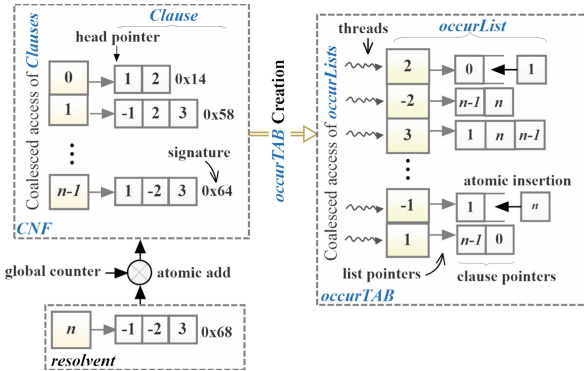 Clause
head pointer
Coalesced access of Clauses
0
1 2 0x14
1
-1 2 3 0x58
signature
n-1
1 -2 3 0x64
CNF
global counter
atomic add
n
-1 -2 3 0x68
resolvent
occurTAB Creation
threads
occurList
Coalesced access of occurLists
2
0
1
-2
n-1 n
3
1 n n-1
atomic insertion
-1
1
n
1
n-1 0
list pointers
clause pointers
occurTAB